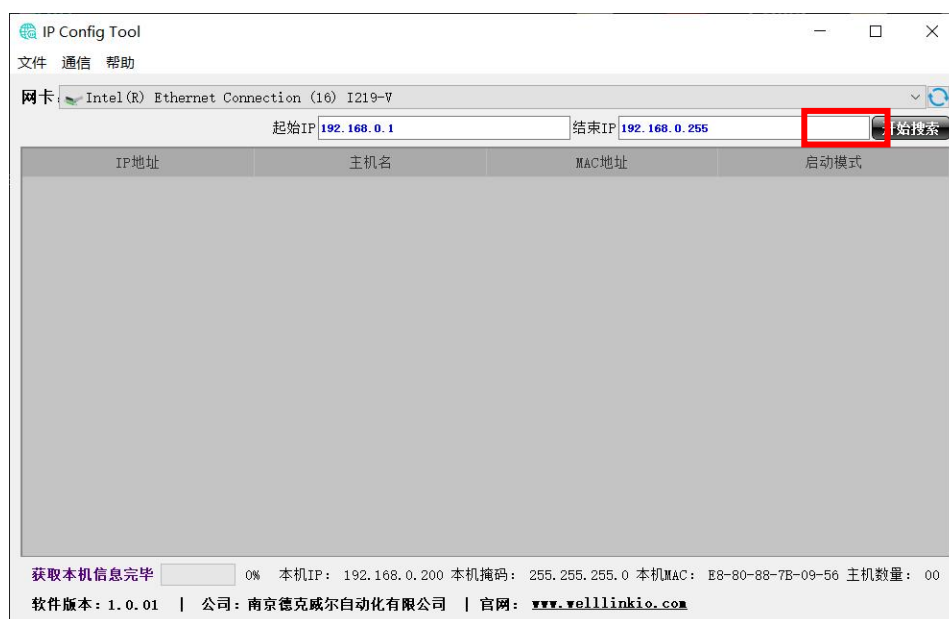 IP Config Tool
文件 通信 帮助
网卡: Intel(R) Ethernet Connection (16) I219-V
起始IP 192.168.0.1 结束IP 192.168.0.255 开始搜索
IP地址 主机名 MAC地址 启动模式
获取本机信息完毕 0% 本机IP: 192.168.0.200 本机掩码: 255.255.255.0 本机MAC: E8-80-88-7B-09-56 主机数量: 00
软件版本: 1.0.01 | 公司: 南京德克威尔自动化有限公司 | 官网: www.welllinkio.com